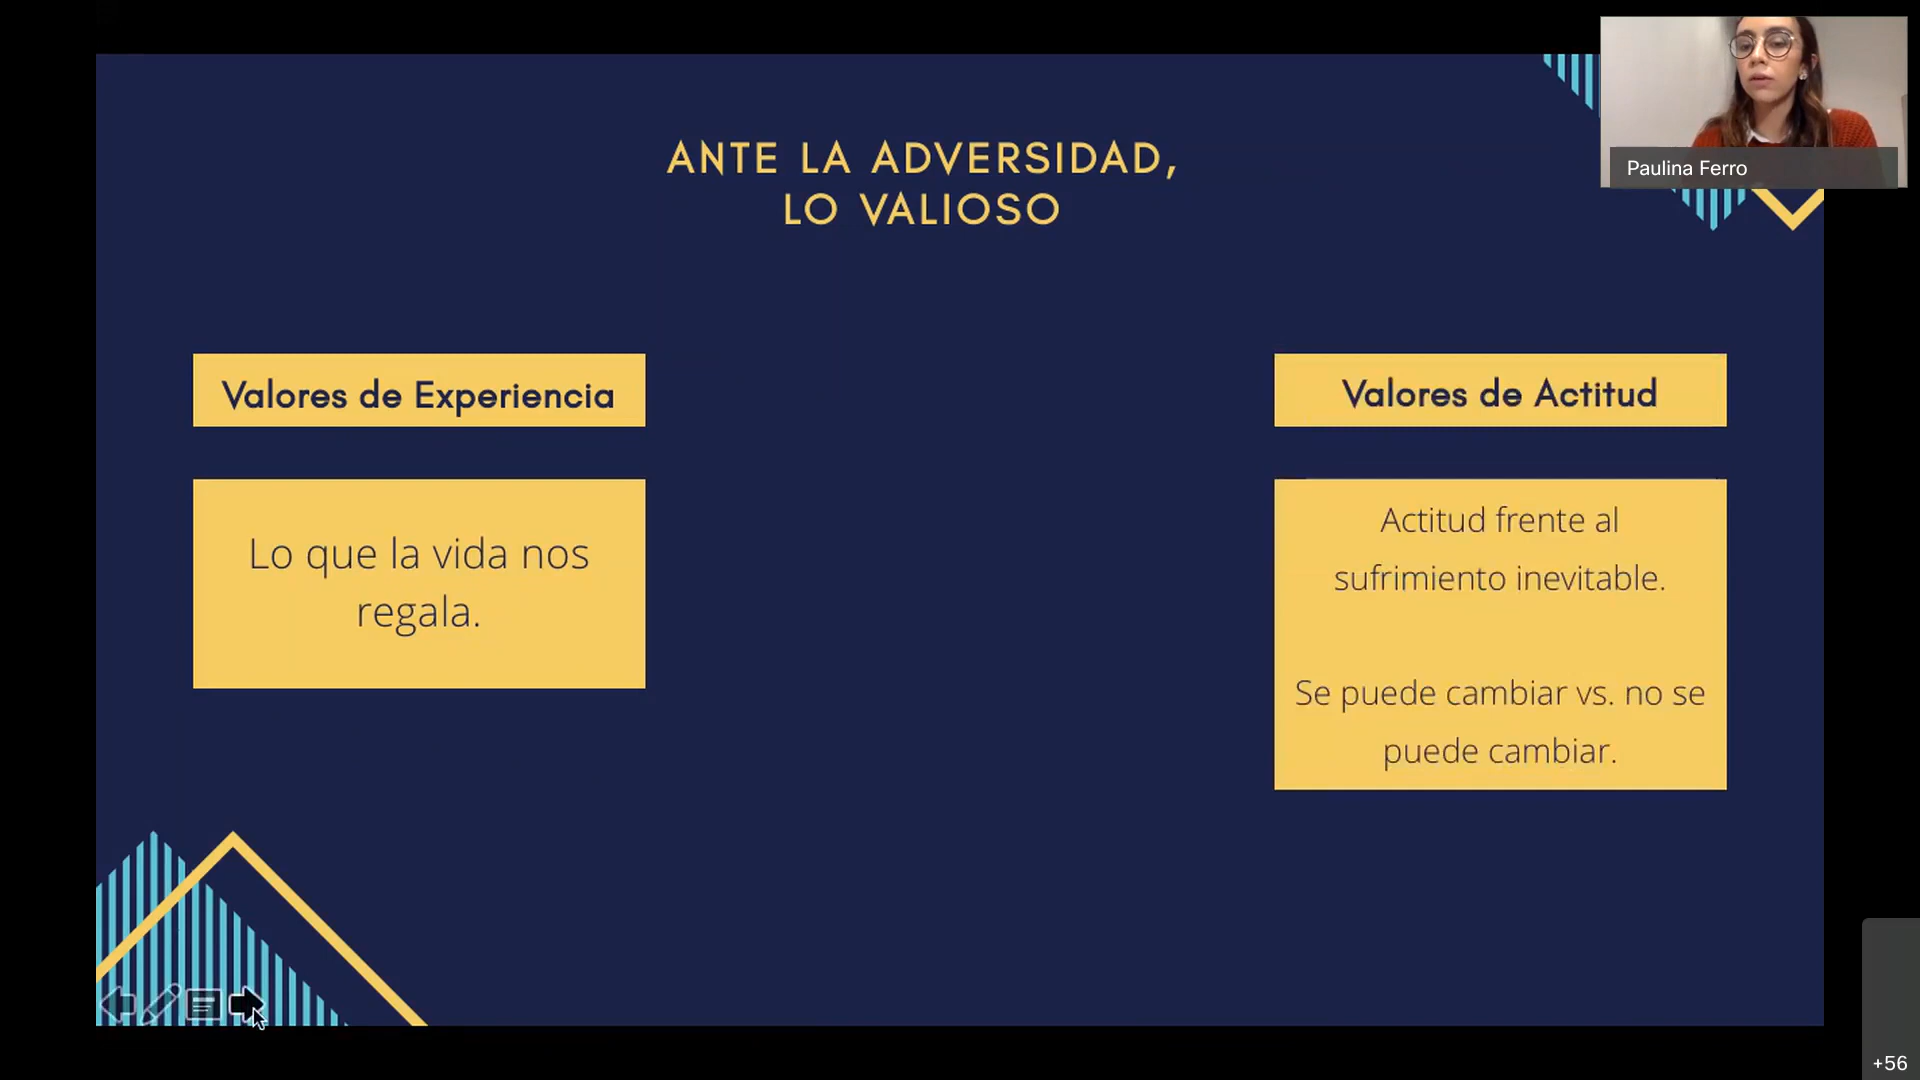 ANTE LA ADVERSIDAD,
LO VALIOSO
Paulina Ferro
Valores de Experiencia
Lo que la vida nos
regala.
Valores de Actitud
Actitud frente al
sufrimiento inevitable.
Se puede cambiar vs. no se
puede cambiar.
+56